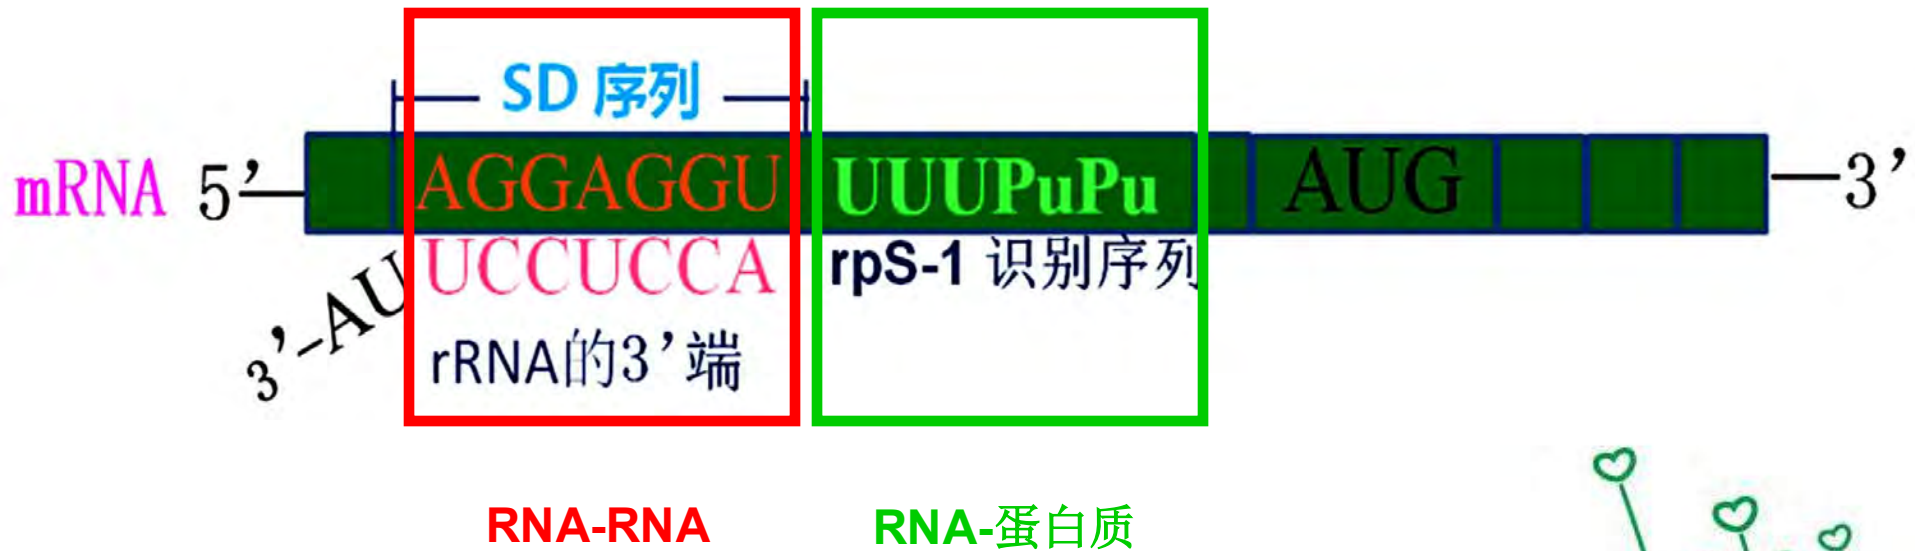 SD 序列
mRNA 5’ AGGAGGU UUUPuPu AUG 3’
3’-AU UCCUCCA rpS-1 识别序列
rRNA的3’端
RNA-RNA RNA-蛋白质